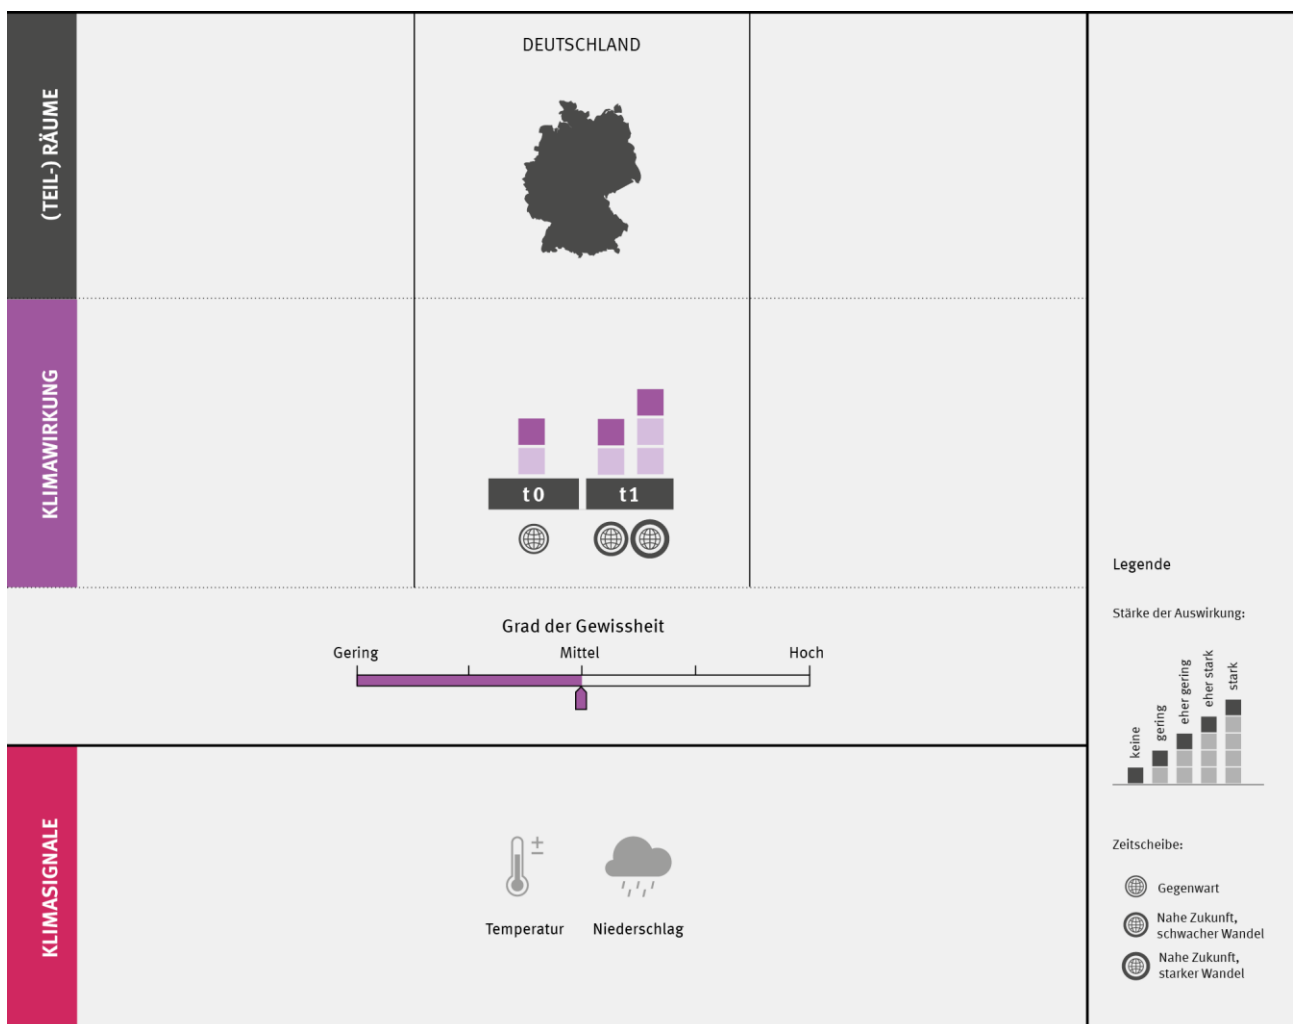 (TEIL-) RÄUME
DEUTSCHLAND
KLIMAWIRKUNG
t0
t1
Grad der Gewissheit
Gering
Mittel
Hoch
KLIMASIGNALE
±
Temperatur
Niederschlag
Legende
Stärke der Auswirkung:
keine
gering
eher gering
eher stark
stark
Zeitscheibe:
Gegenwart
Nahe Zukunft,
schwacher Wandel
Nahe Zukunft,
starker Wandel